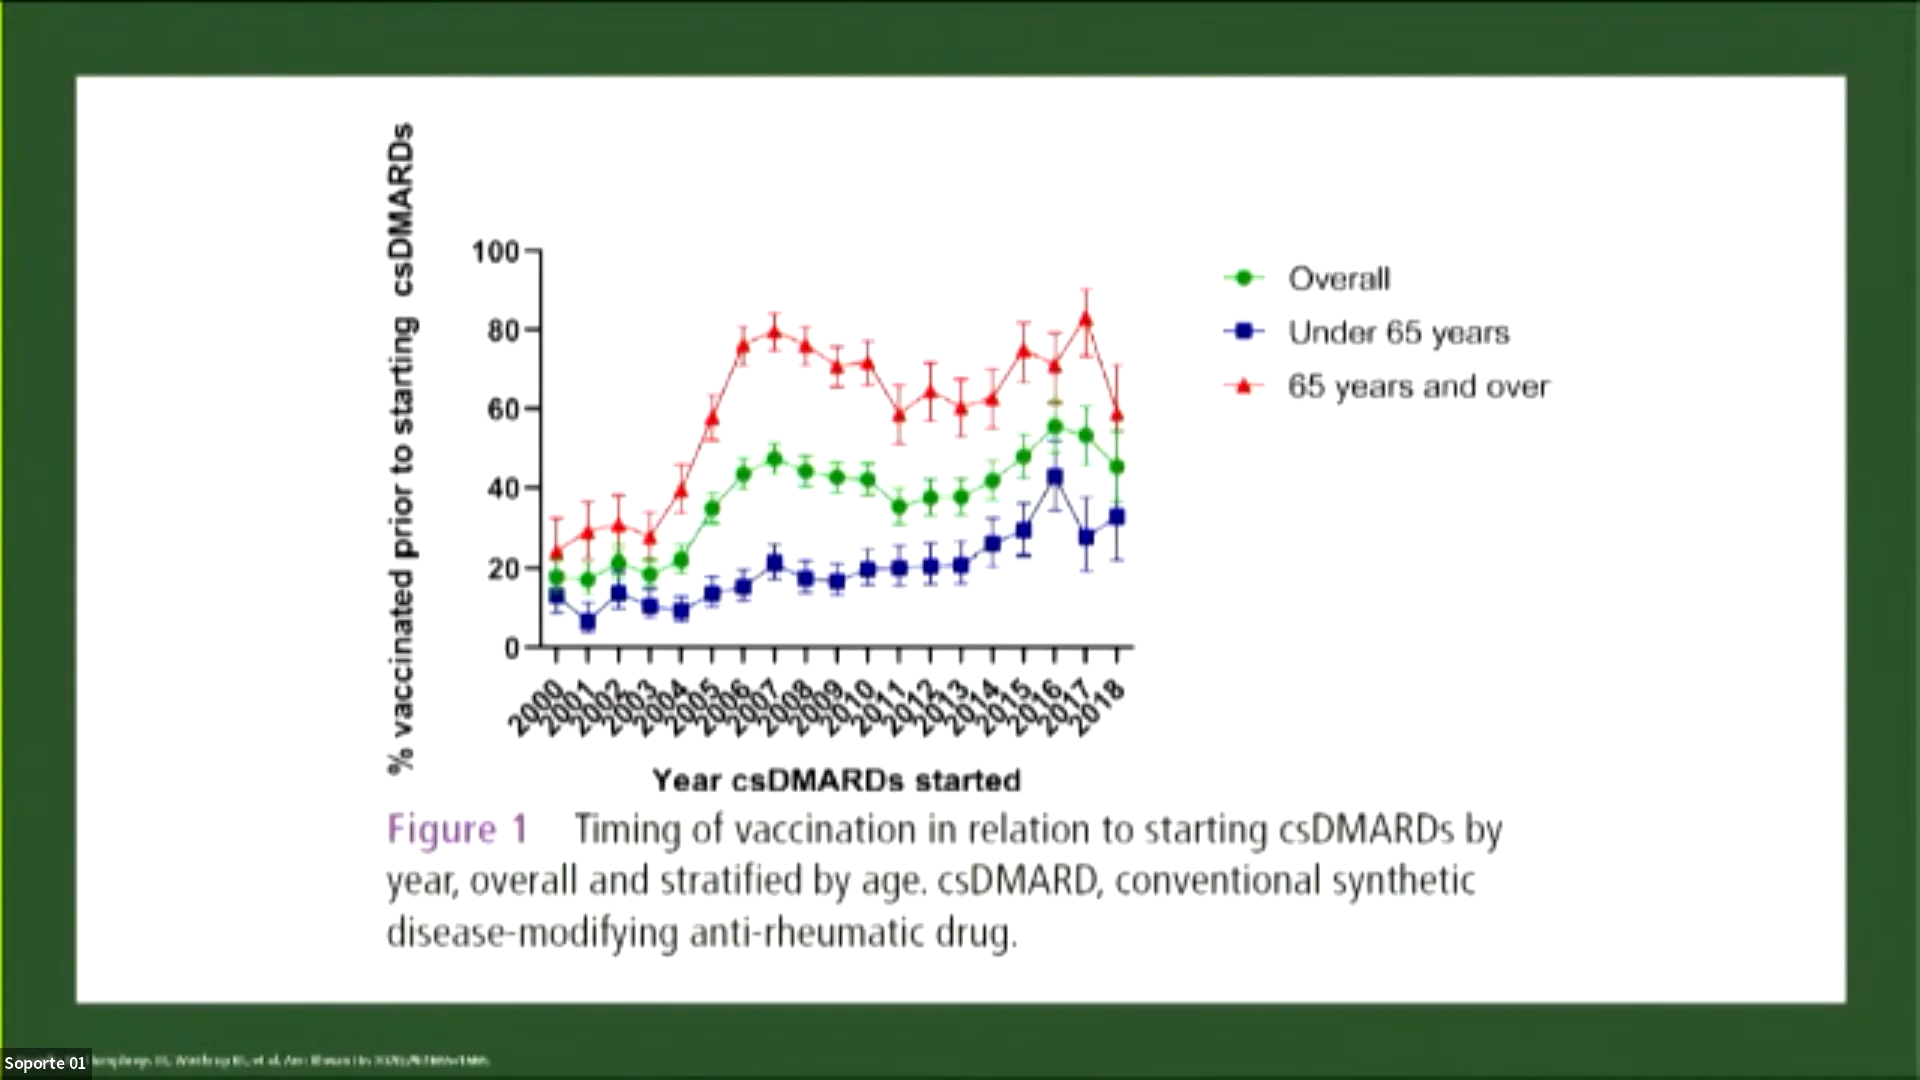 % vaccinated prior to starting csDMARDs
100
80
60
40
20
0
2000
2001
2002
2003
2004
2005
2006
2007
2008
2009
2010
2011
2012
2013
2014
2015
2016
2017
2018
Year csDMARDs started
Overall
Under 65 years
65 years and over
Figure 1 Timing of vaccination in relation to starting csDMARDs by
year, overall and stratified by age. csDMARD, conventional synthetic
disease-modifying anti-rheumatic drug.
Soporte 01